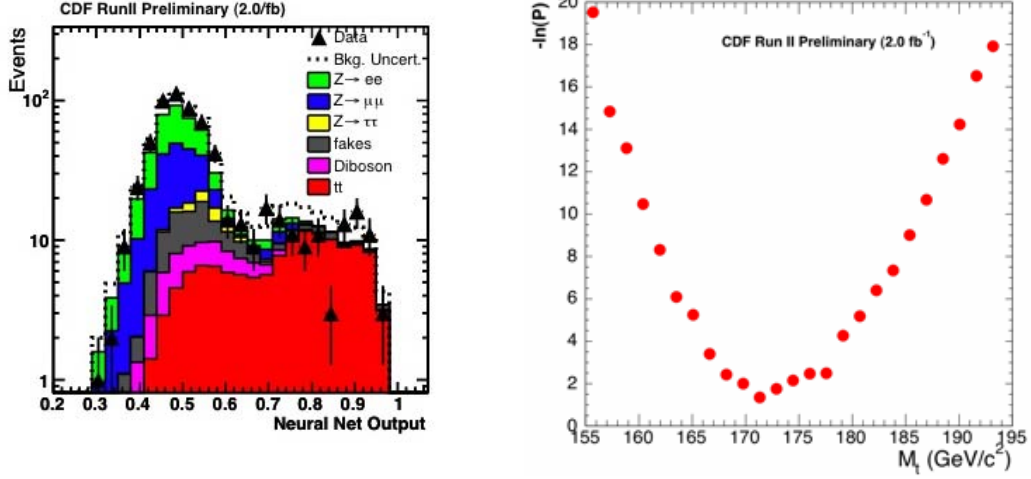 CDF RunII Preliminary (2.0/fb)
Events
10²
10
1
Data
Bkg. Uncert.
Z→ ee
Z→ μμ
Z→ ττ
fakes
Diboson
tt
0.2 0.3 0.4 0.5 0.6 0.7 0.8 0.9 1
Neural Net Output
-ln(P)
20
18
16
14
12
10
8
6
4
2
0
CDF Run II Preliminary (2.0 fb⁻¹)
155 160 165 170 175 180 185 190 195
Mₜ (GeV/c²)